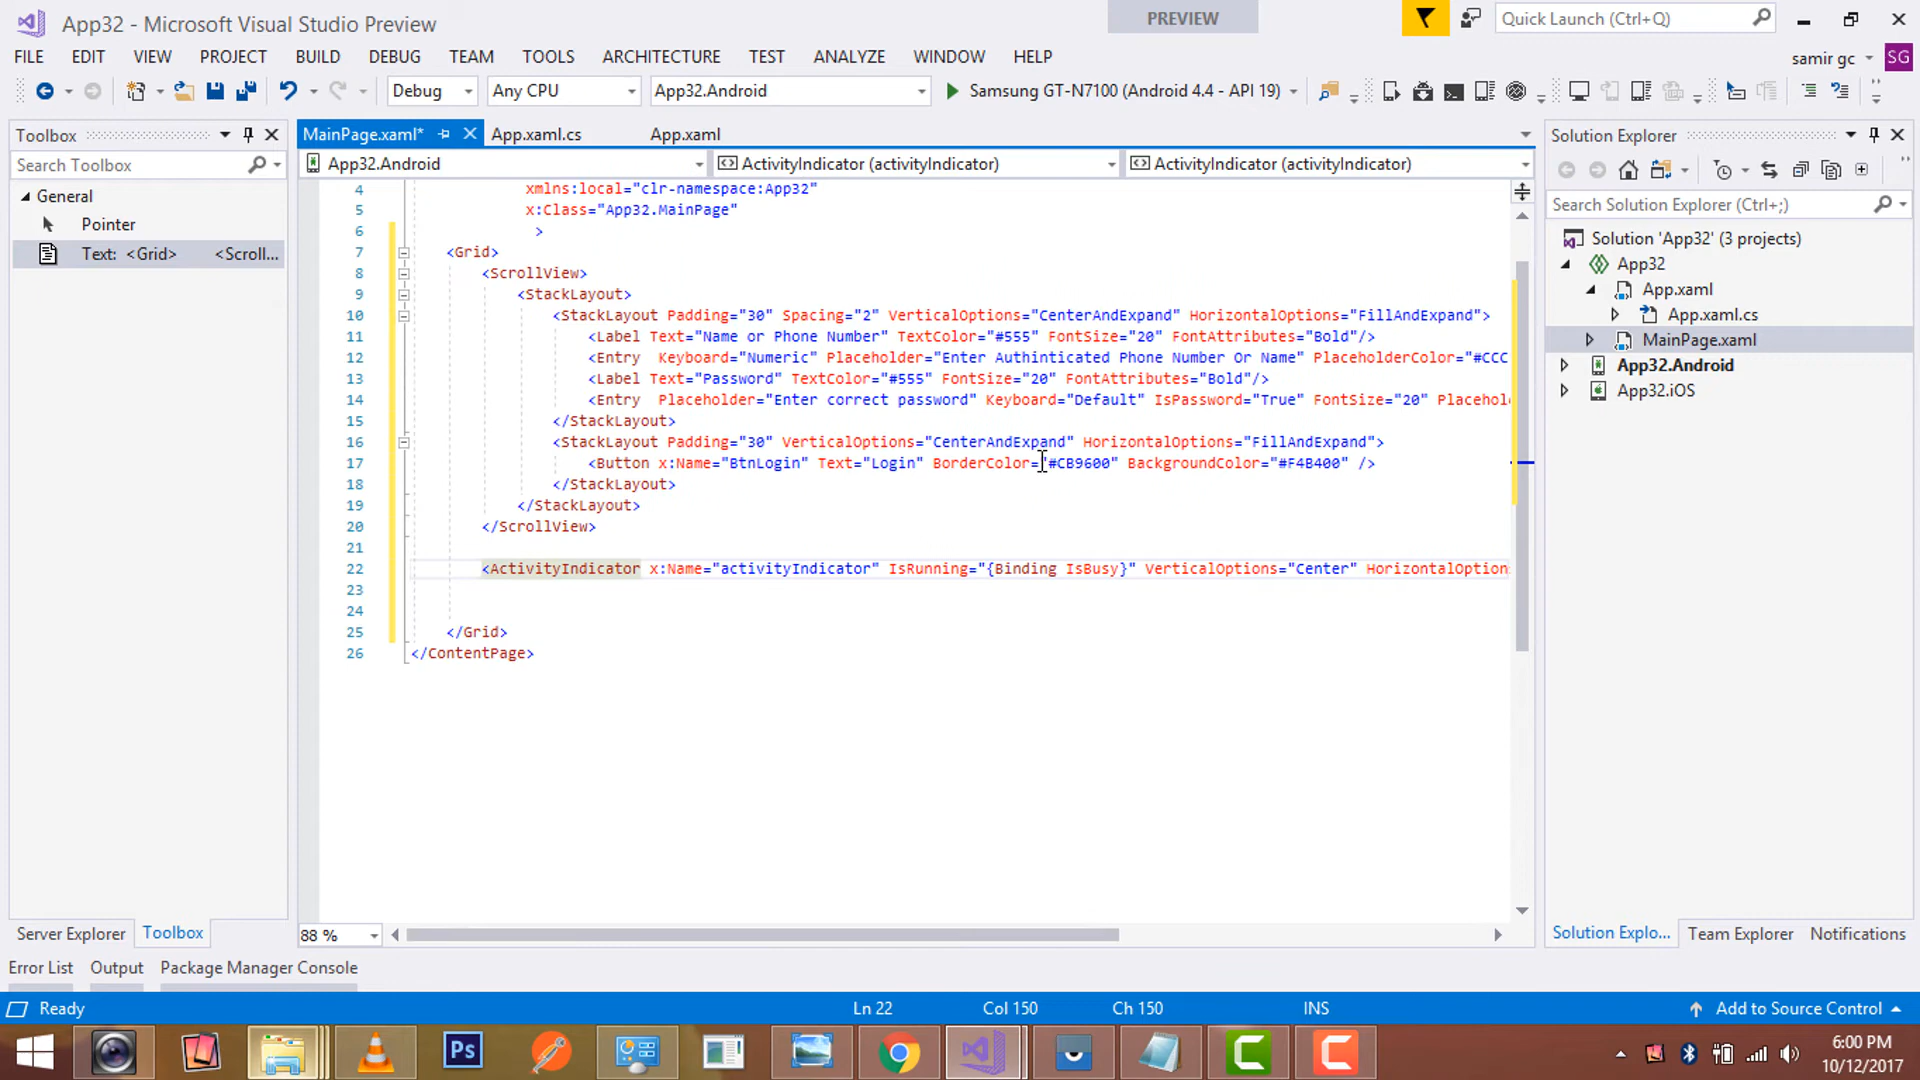 App32 - Microsoft Visual Studio Preview
PREVIEW
Quick Launch (Ctrl+Q)
FILE EDIT VIEW PROJECT BUILD DEBUG TEAM TOOLS ARCHITECTURE TEST ANALYZE WINDOW HELP
samir gc
SG
Debug Any CPU App32.Android Samsung GT-N7100 (Android 4.4 - API 19)
Toolbox
Search Toolbox
General
Pointer
Text: <Grid> <Scroll...
MainPage.xaml* App.xaml.cs App.xaml
App32.Android ActivityIndicator (activityIndicator) ActivityIndicator (activityIndicator)
4 xmlns:local="clr-namespace:App32"
5 x:Class="App32.MainPage"
6 >
7 <Grid>
8 <ScrollView>
9 <StackLayout>
10 <StackLayout Padding="30" Spacing="2" VerticalOptions="CenterAndExpand" HorizontalOptions="FillAndExpand">
11 <Label Text="Name or Phone Number" TextColor="#555" FontSize="20" FontAttributes="Bold"/>
12 <Entry Keyboard="Numeric" Placeholder="Enter Authinticated Phone Number Or Name" PlaceholderColor="#CCC
13 <Label Text="Password" TextColor="#555" FontSize="20" FontAttributes="Bold"/>
14 <Entry Placeholder="Enter correct password" Keyboard="Default" IsPassword="True" FontSize="20" Placehol
15 </StackLayout>
16 <StackLayout Padding="30" VerticalOptions="CenterAndExpand" HorizontalOptions="FillAndExpand">
17 <Button x:Name="BtnLogin" Text="Login" BorderColor="#CB9600" BackgroundColor="#F4B400" />
18 </StackLayout>
19 </StackLayout>
20 </ScrollView>
21
22 <ActivityIndicator x:Name="activityIndicator" IsRunning="{Binding IsBusy}" VerticalOptions="Center" HorizontalOption
23
24
25 </Grid>
26 </ContentPage>
88 %
Solution Explorer
Search Solution Explorer (Ctrl+;)
Solution 'App32' (3 projects)
App32
App.xaml
App.xaml.cs
MainPage.xaml
App32.Android
App32.iOS
Server Explorer Toolbox
Solution Explo... Team Explorer Notifications
Error List Output Package Manager Console
Ready Ln 22 Col 150 Ch 150 INS Add to Source Control
Ps
6:00 PM
10/12/2017